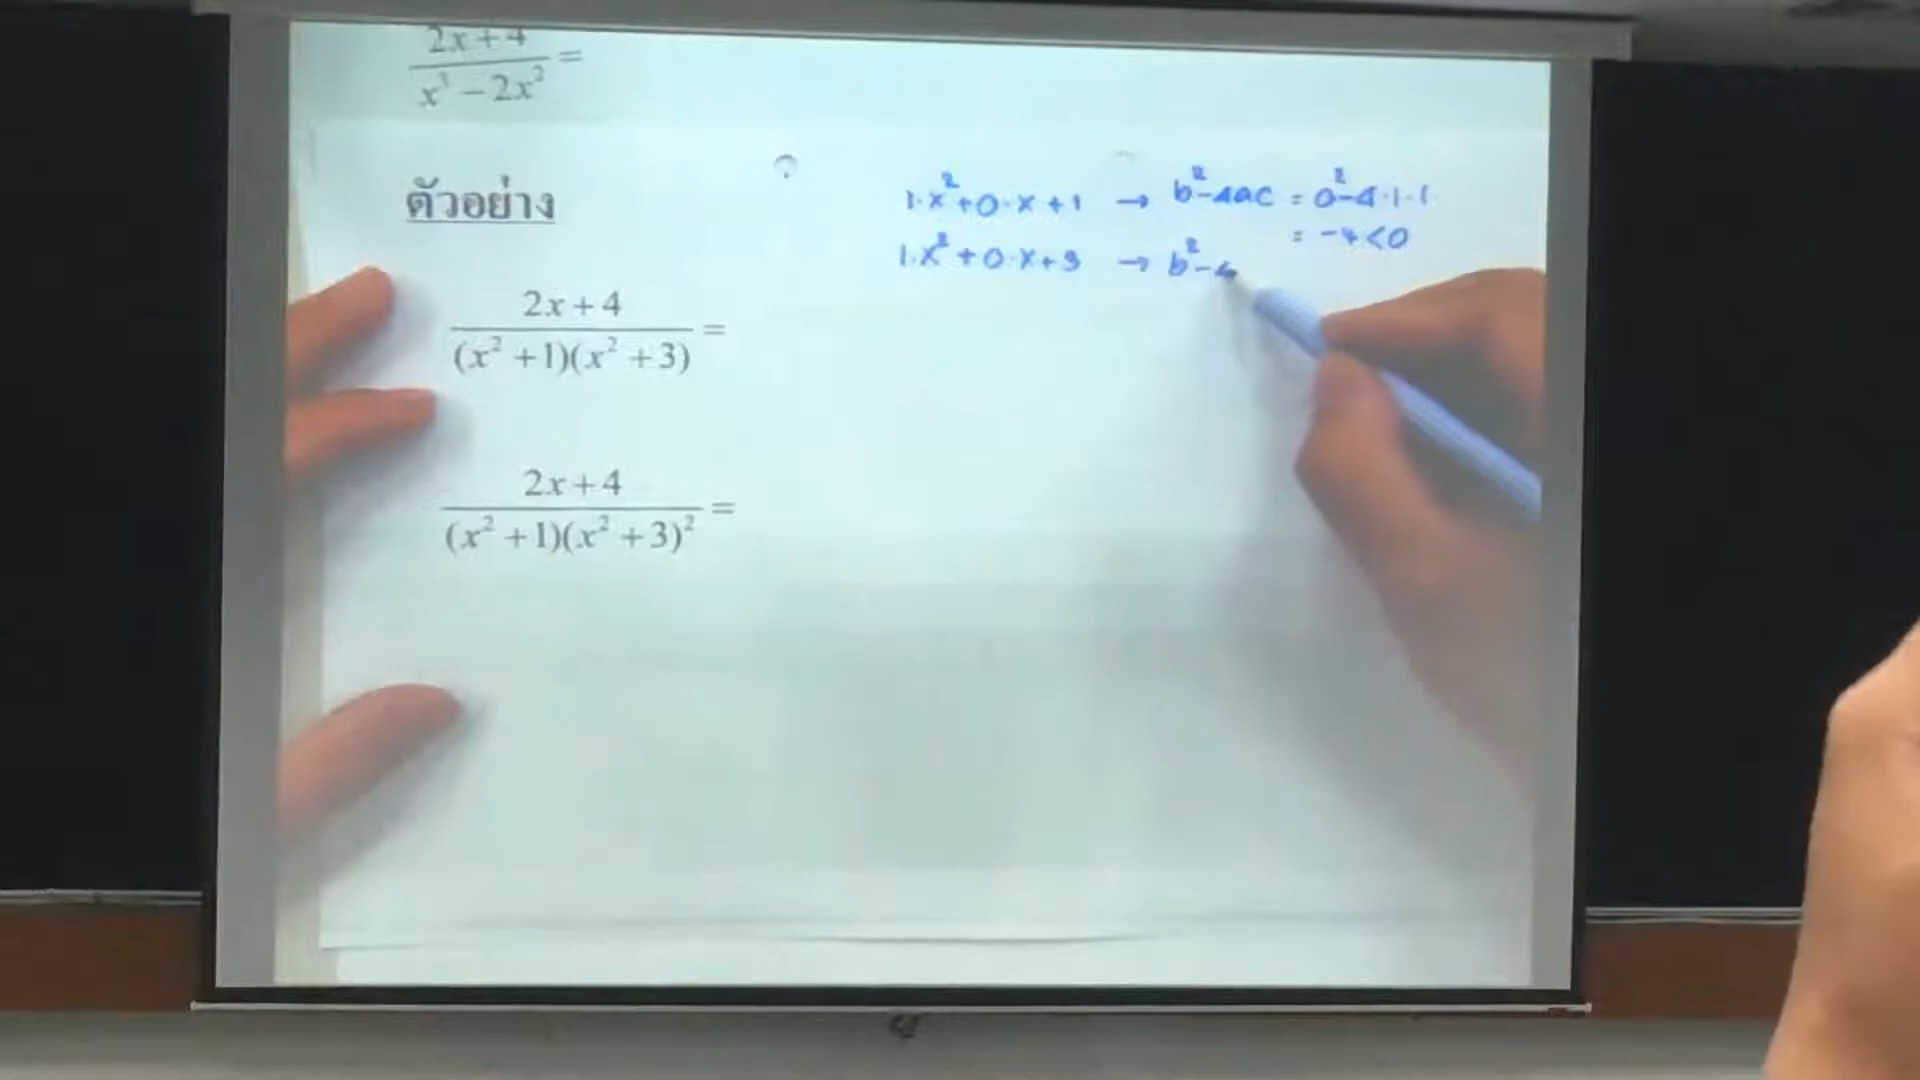 2x+4
x³ − 2x² =
ตัวอย่าง
1·x²+0·x+1 → b²−4ac = 0²−4·1·1
= −4<0
1·x²+0·x+3 → b²−4
2x+4
(x²+1)(x²+3) =
2x+4
(x²+1)(x²+3)² =